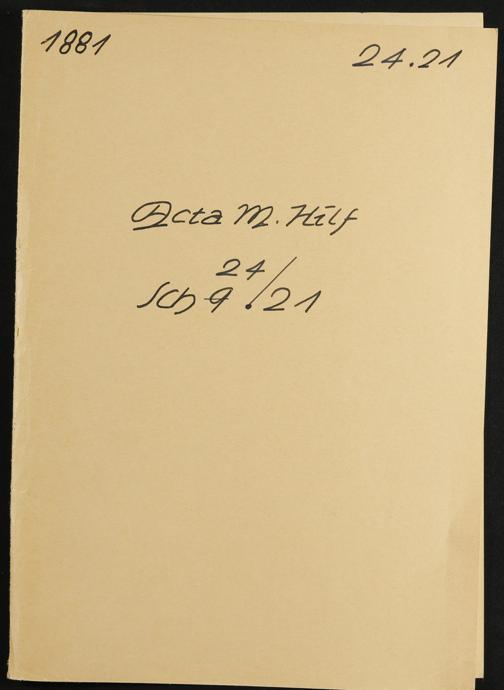 1881 24.21
Acta M. Hilf
24/
Sch 9.21